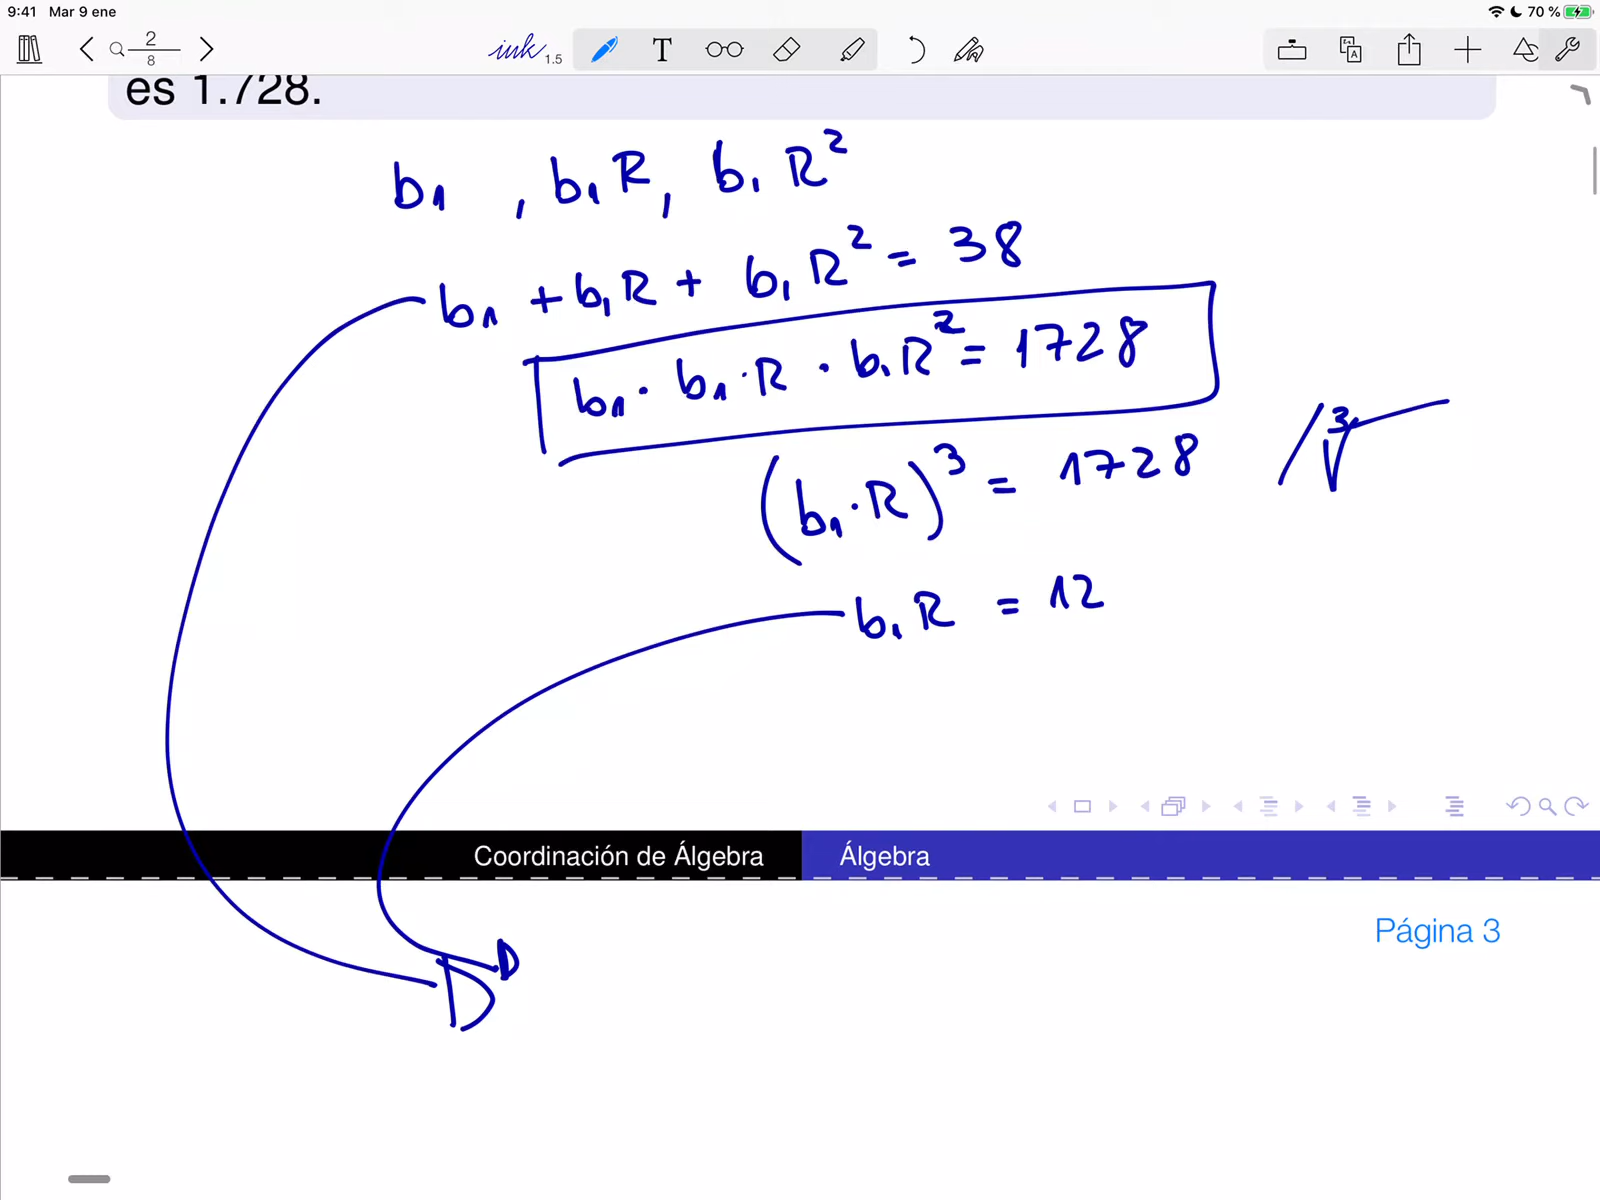 9:41 Mar 9 ene 70 %
2
8
ink 1.5
T
es 1.728.
b₁ , b₁R, b₁R²
b₁ + b₁R + b₁R² = 38
b₁ · b₁ · R · b₁R² = 1728
(b₁ · R)³ = 1728 / ³√
b₁R = 12
Coordinación de Álgebra Álgebra
Página 3